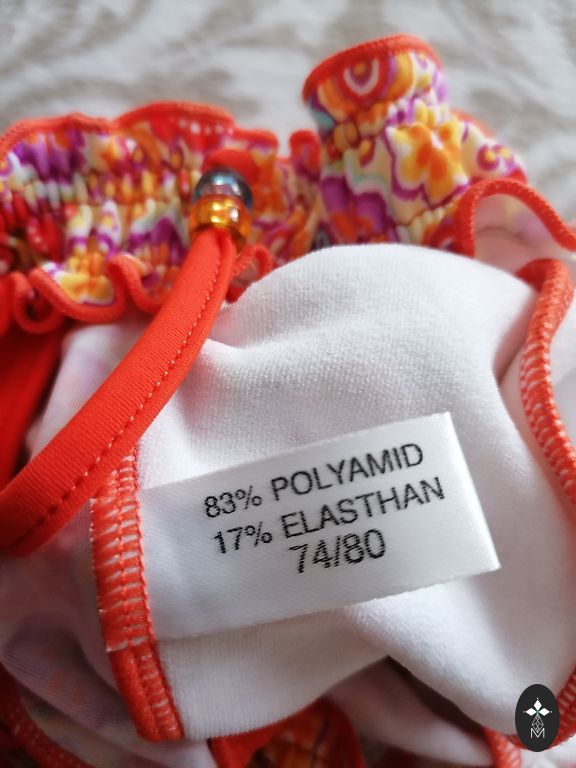 83% POLYAMID
17% ELASTHAN
74/80